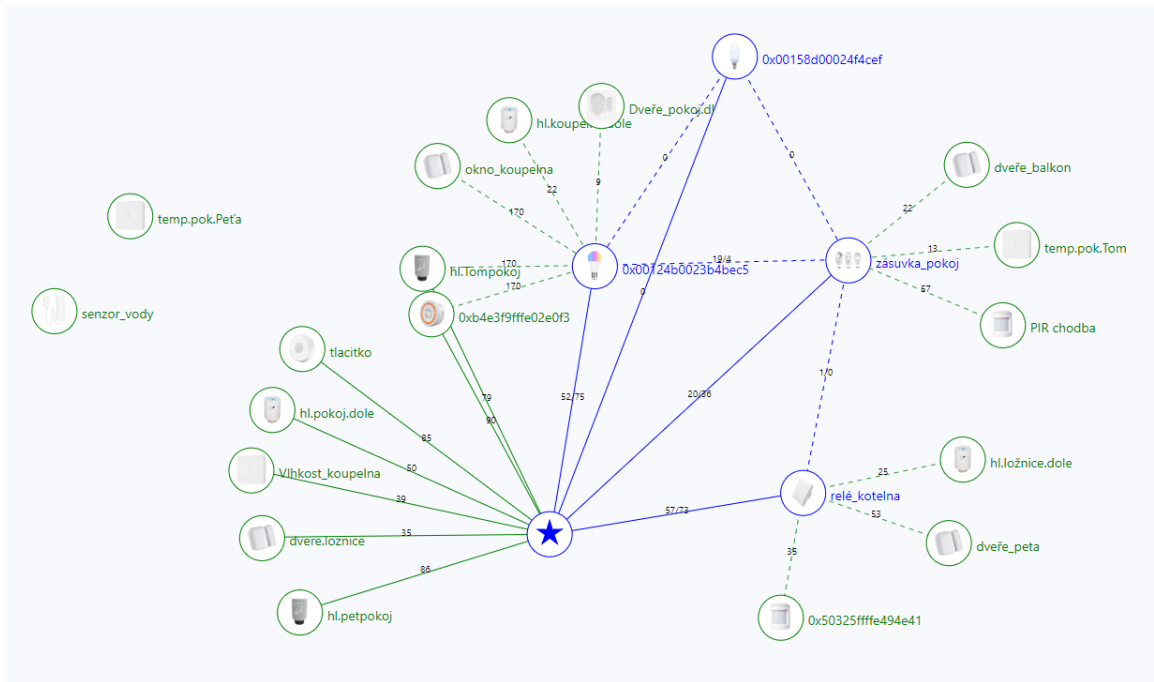 0x00158d00024f4cef
Dveře_pokoj.dl
hl.koupelna.dole
0
0
okno_koupelna
22
9
dveře_balkon
170
22
temp.pok.Peťa
temp.pok.Tom
13
19/4
zásuvka_pokoj
170
hl.Tompokoj
0x00124b0023b4bec5
170
0
57
senzor_vody
0xb4e3f9fffe02e0f3
PIR chodba
tlacitko
1/0
79
52/75
20/36
90
hl.pokoj.dole
85
50
hl.ložnice.dole
25
Vlhkost_koupelna
39
relé_kotelna
57/73
53
35
dvere.loznice
dveře_peta
35
86
hl.petpokoj
0x50325ffffe494e41